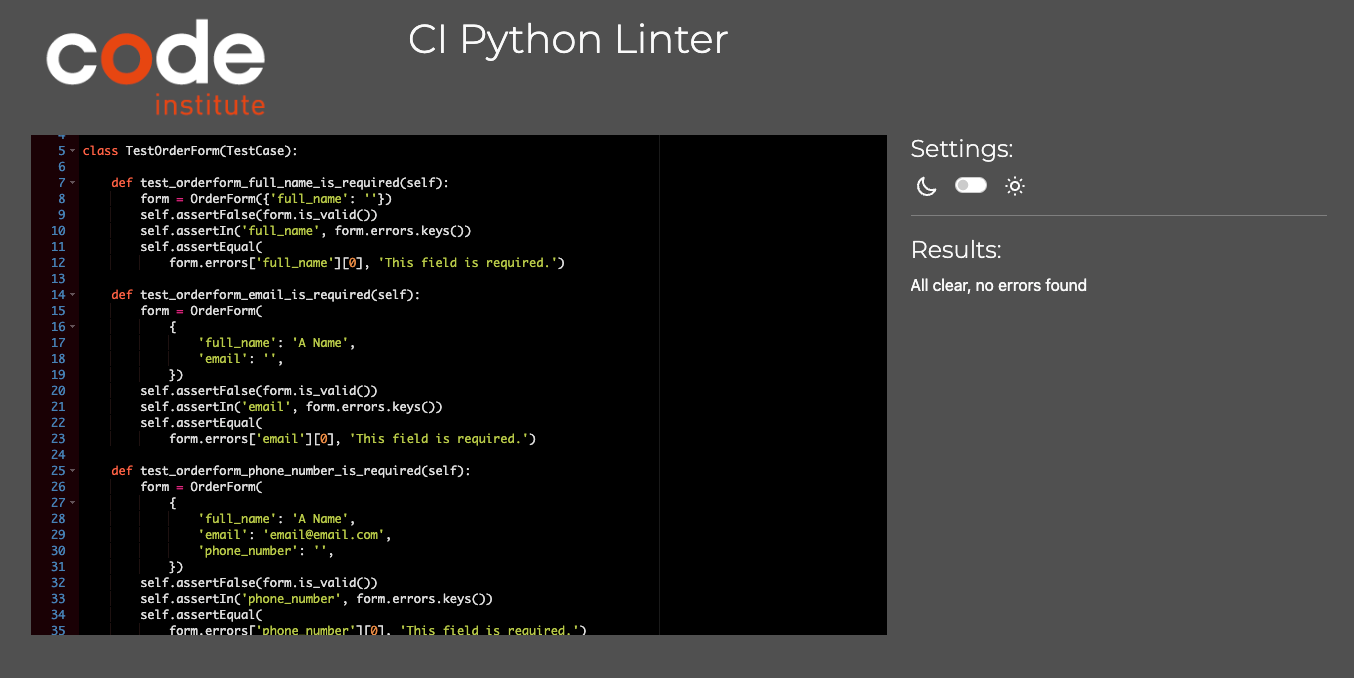 code
institute
CI Python Linter
4
5 class TestOrderForm(TestCase):
6
7 def test_orderform_full_name_is_required(self):
8 form = OrderForm({'full_name': ''})
9 self.assertFalse(form.is_valid())
10 self.assertIn('full_name', form.errors.keys())
11 self.assertEqual(
12 form.errors['full_name'][0], 'This field is required.')
13
14 def test_orderform_email_is_required(self):
15 form = OrderForm(
16 {
17 'full_name': 'A Name',
18 'email': '',
19 })
20 self.assertFalse(form.is_valid())
21 self.assertIn('email', form.errors.keys())
22 self.assertEqual(
23 form.errors['email'][0], 'This field is required.')
24
25 def test_orderform_phone_number_is_required(self):
26 form = OrderForm(
27 {
28 'full_name': 'A Name',
29 'email': 'email@email.com',
30 'phone_number': '',
31 })
32 self.assertFalse(form.is_valid())
33 self.assertIn('phone_number', form.errors.keys())
34 self.assertEqual(
35 form.errors['phone_number'][0], 'This field is required.')
Settings:
Results:
All clear, no errors found